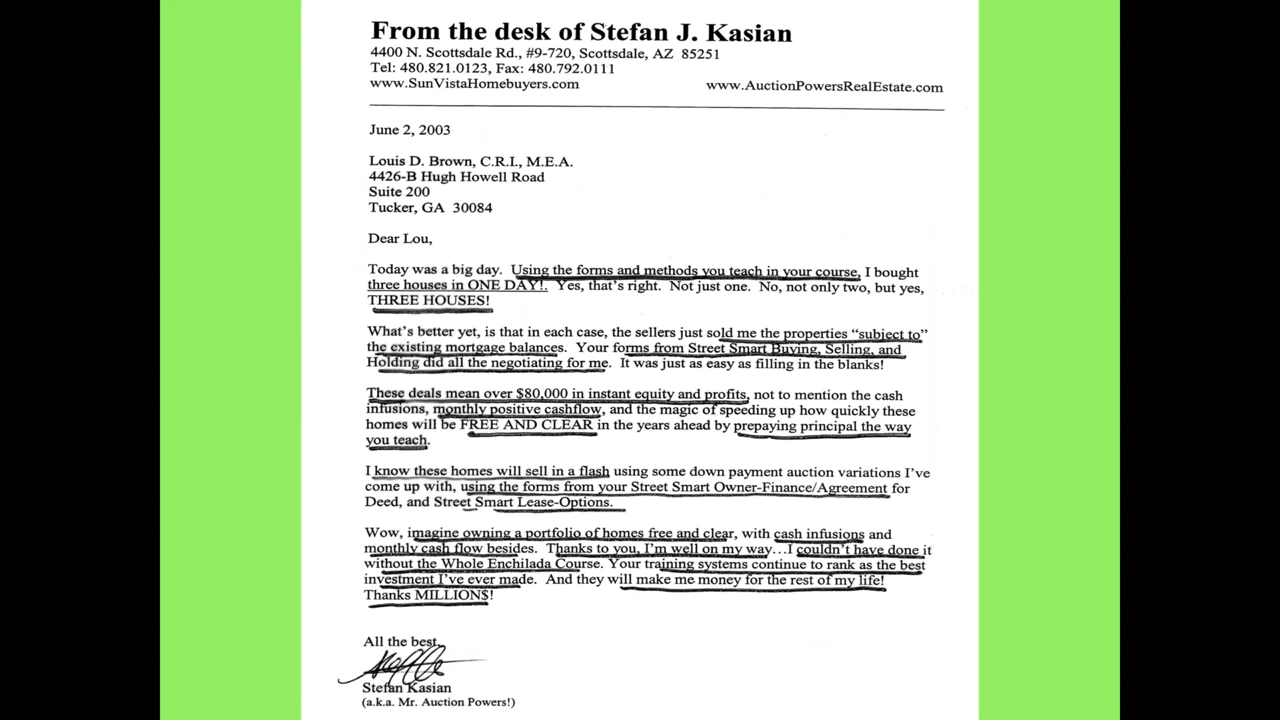 From the desk of Stefan J. Kasian
4400 N. Scottsdale Rd., #9-720, Scottsdale, AZ 85251
Tel: 480.821.0123, Fax: 480.792.0111
www.SunVistaHomebuyers.com www.AuctionPowersRealEstate.com
June 2, 2003
Louis D. Brown, C.R.I., M.E.A.
4426-B Hugh Howell Road
Suite 200
Tucker, GA 30084
Dear Lou,
Today was a big day. Using the forms and methods you teach in your course, I bought
three houses in ONE DAY!. Yes, that's right. Not just one. No, not only two, but yes,
THREE HOUSES!
What's better yet, is that in each case, the sellers just sold me the properties “subject to”
the existing mortgage balances. Your forms from Street Smart Buying, Selling, and
Holding did all the negotiating for me. It was just as easy as filling in the blanks!
These deals mean over $80,000 in instant equity and profits, not to mention the cash
infusions, monthly positive cashflow, and the magic of speeding up how quickly these
homes will be FREE AND CLEAR in the years ahead by prepaying principal the way
you teach.
I know these homes will sell in a flash using some down payment auction variations I've
come up with, using the forms from your Street Smart Owner-Finance/Agreement for
Deed, and Street Smart Lease-Options.
Wow, imagine owning a portfolio of homes free and clear, with cash infusions and
monthly cash flow besides. Thanks to you, I'm well on my way…I couldn't have done it
without the Whole Enchilada Course. Your training systems continue to rank as the best
investment I've ever made. And they will make me money for the rest of my life!
Thanks MILLION$!
All the best,
Stefan Kasian
(a.k.a. Mr. Auction Powers!)